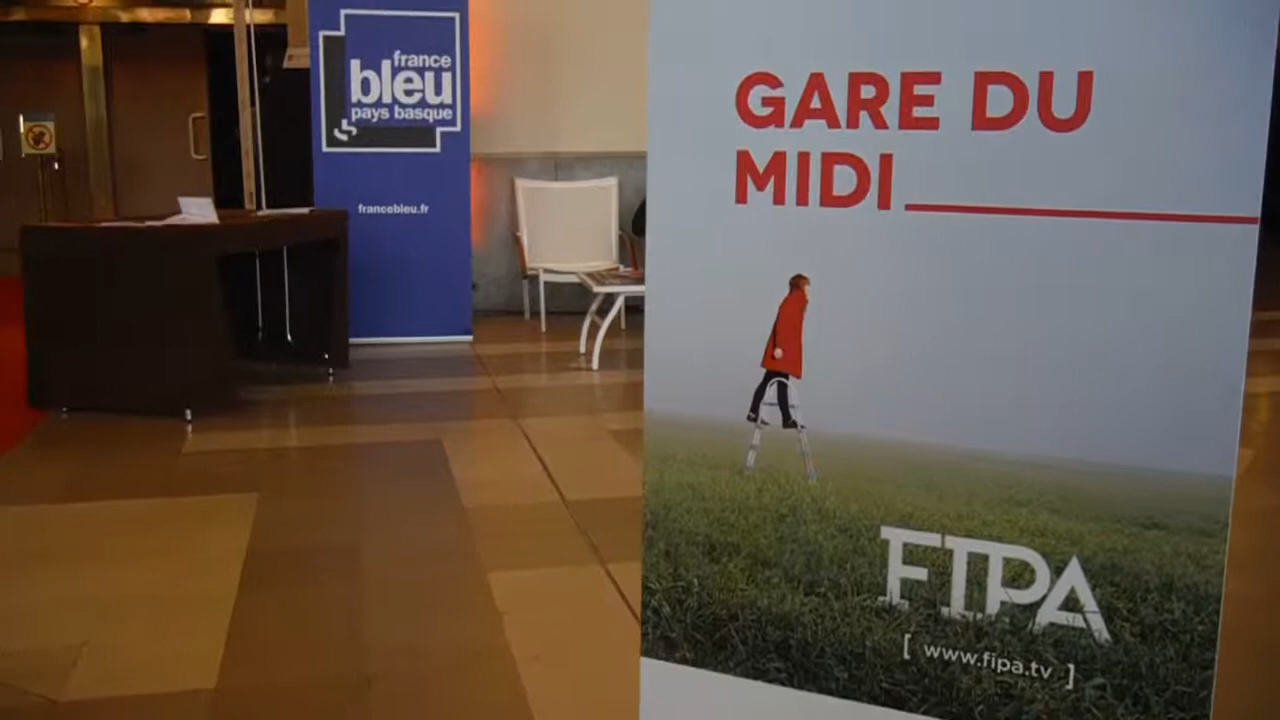 france
bleu
pays basque
francebleu.fr
GARE DU
MIDI
FIPA
[ www.fipa.tv ]